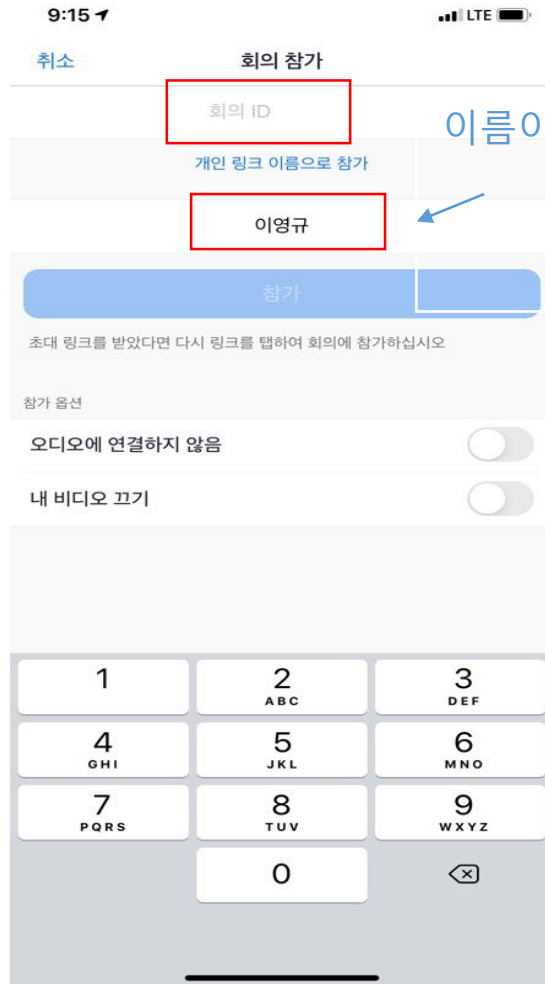 9:15
LTE
취소
회의 참가
회의 ID
이름이
개인 링크 이름으로 참가
이영규
참가
초대 링크를 받았다면 다시 링크를 탭하여 회의에 참가하십시오
참가 옵션
오디오에 연결하지 않음
내 비디오 끄기
1
2
3
ABC
DEF
4
5
6
GHI
JKL
MNO
7
8
9
PQRS
TUV
WXYZ
0